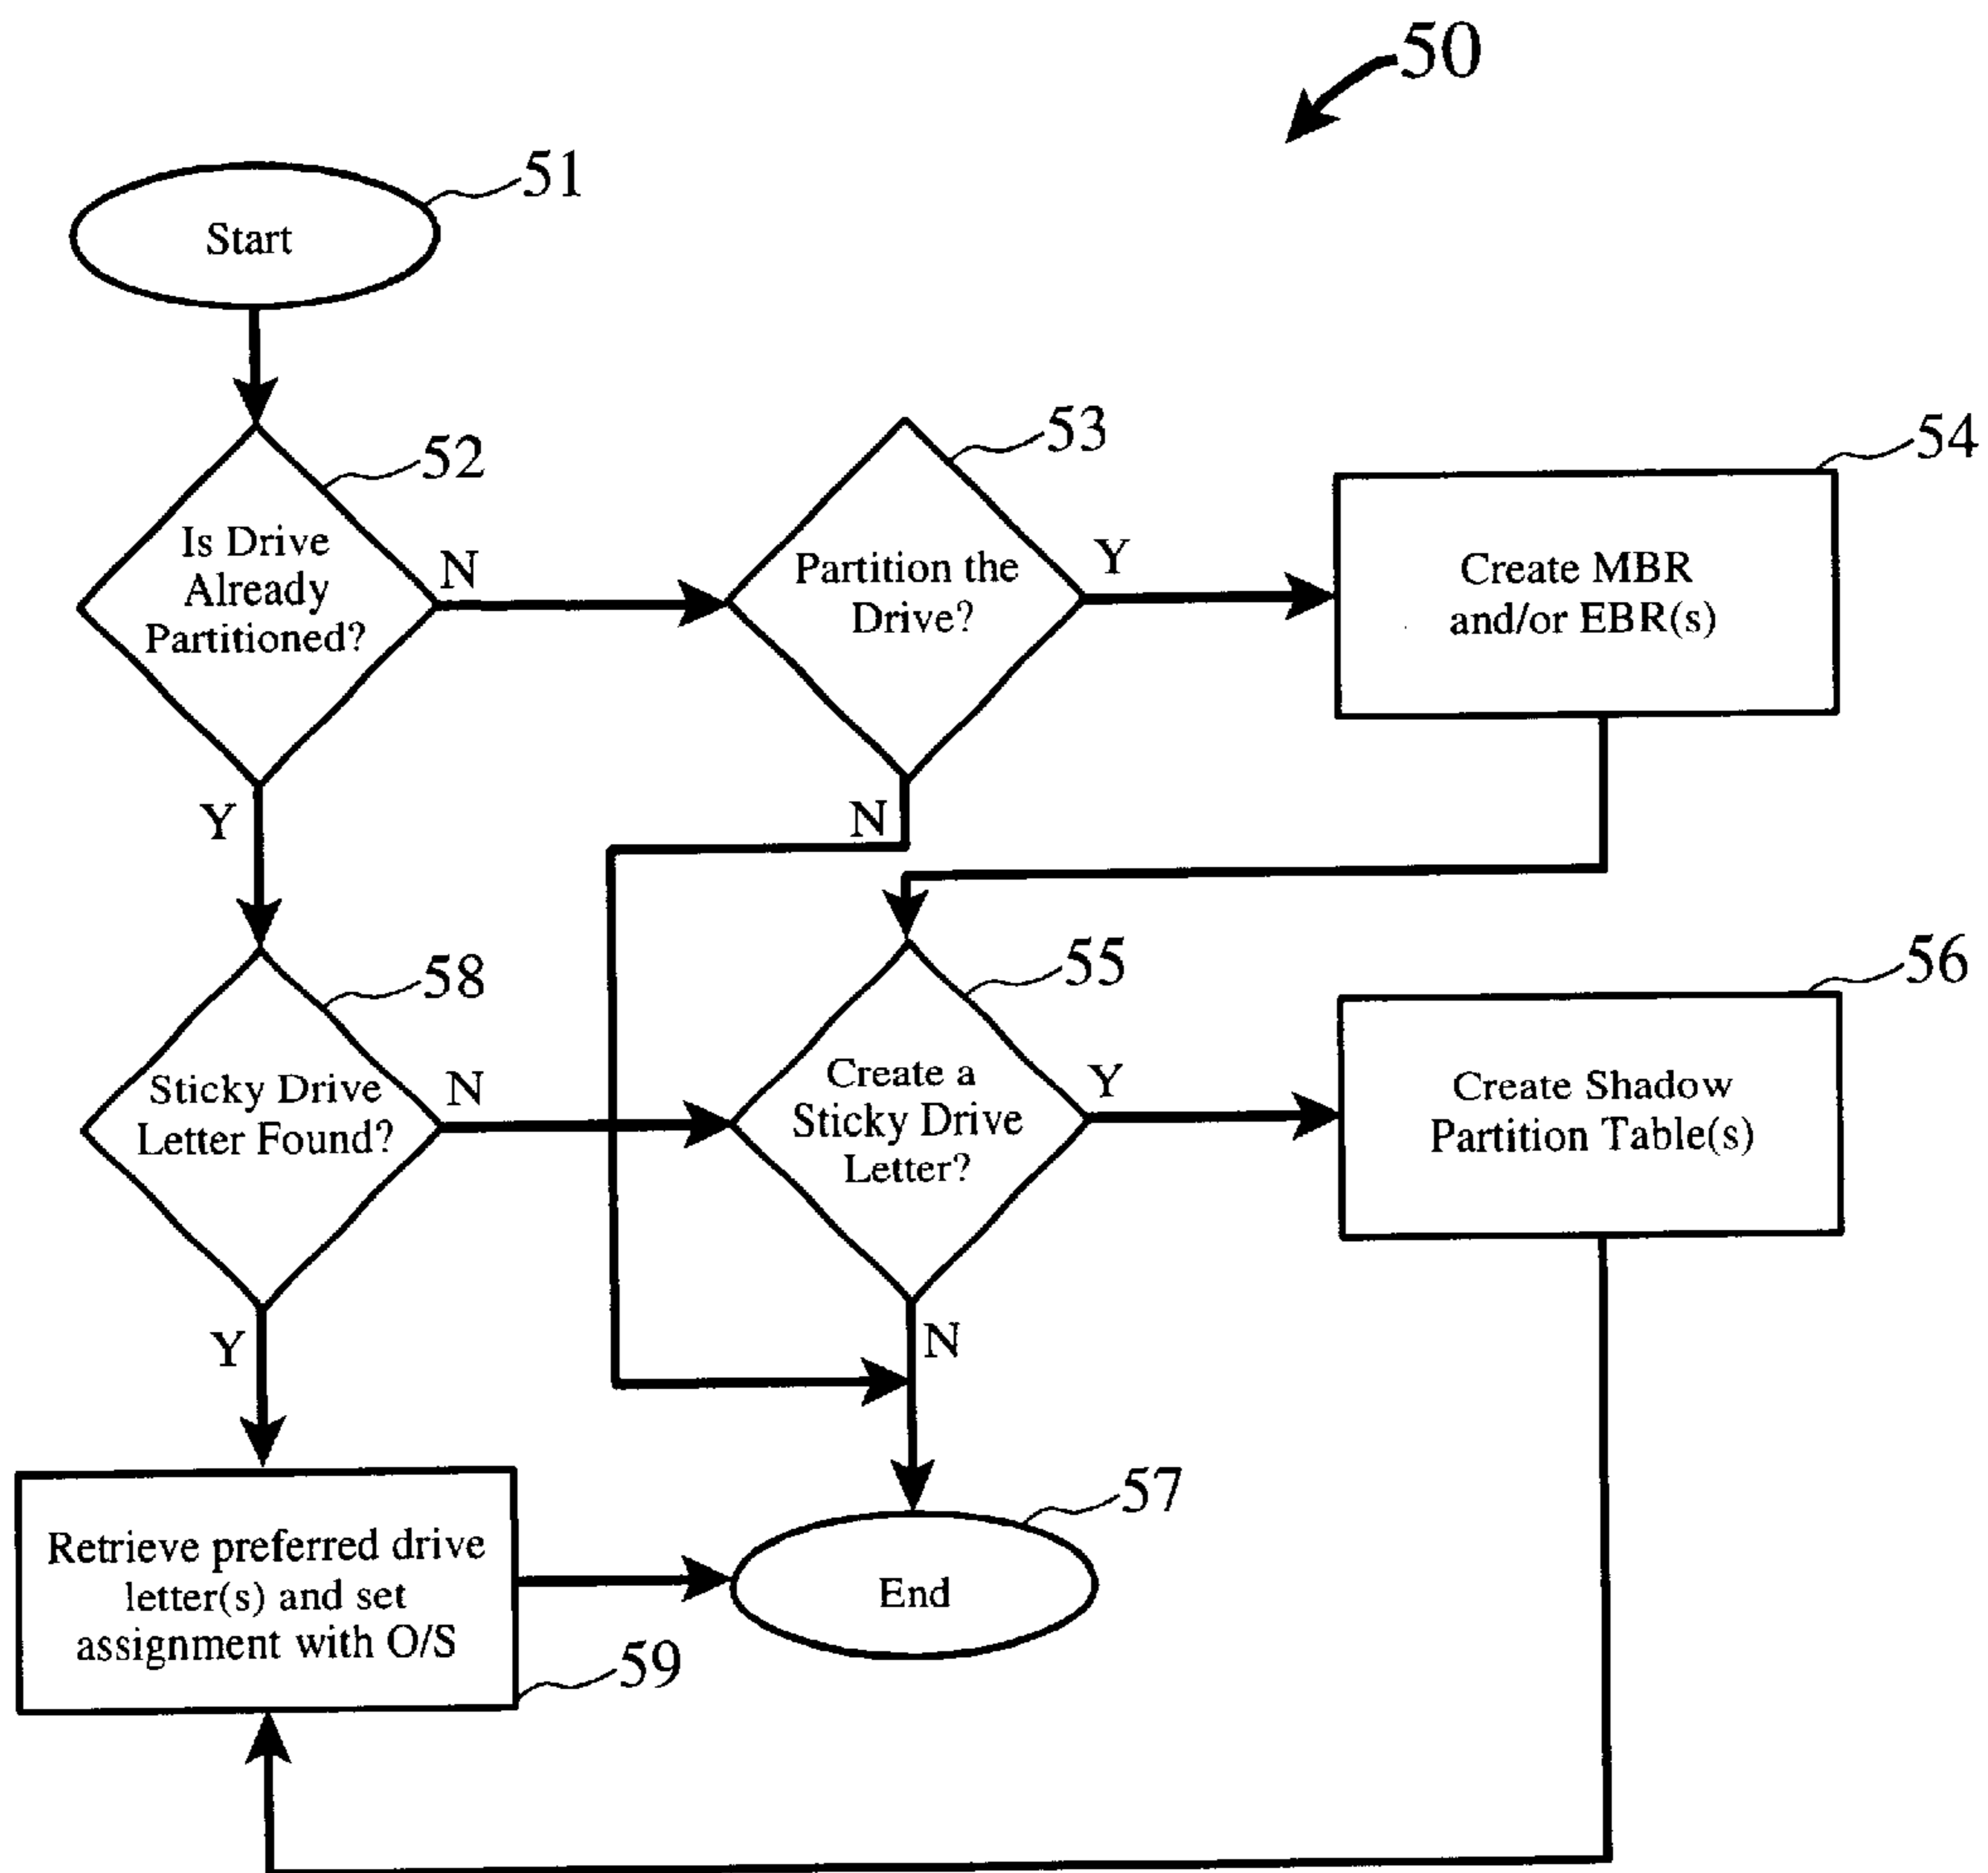 50
51
Start
52
Is Drive
Already
Partitioned?
N
Y
53
Partition the
Drive?
Y
N
54
Create MBR
and/or EBR(s)
58
Sticky Drive
Letter Found?
N
Y
55
Create a
Sticky Drive
Letter?
Y
N
56
Create Shadow
Partition Table(s)
Retrieve preferred drive
letter(s) and set
assignment with O/S
59
57
End